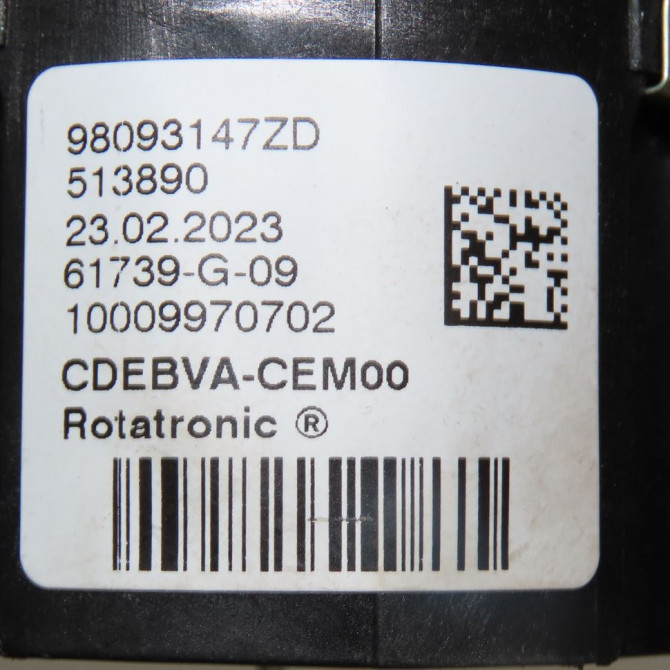 98093147ZD
513890
23.02.2023
61739-G-09
10009970702
CDEBVA-CEM00
Rotatronic ®